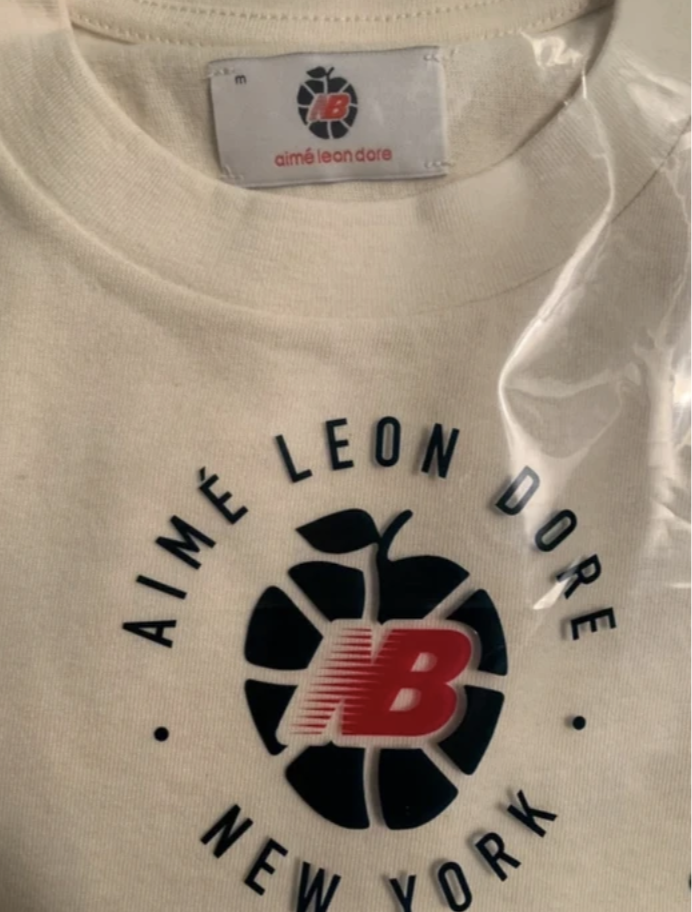 m
NB
aimé leon dore
AIMÉ LEON DORE
NB
NEW YORK